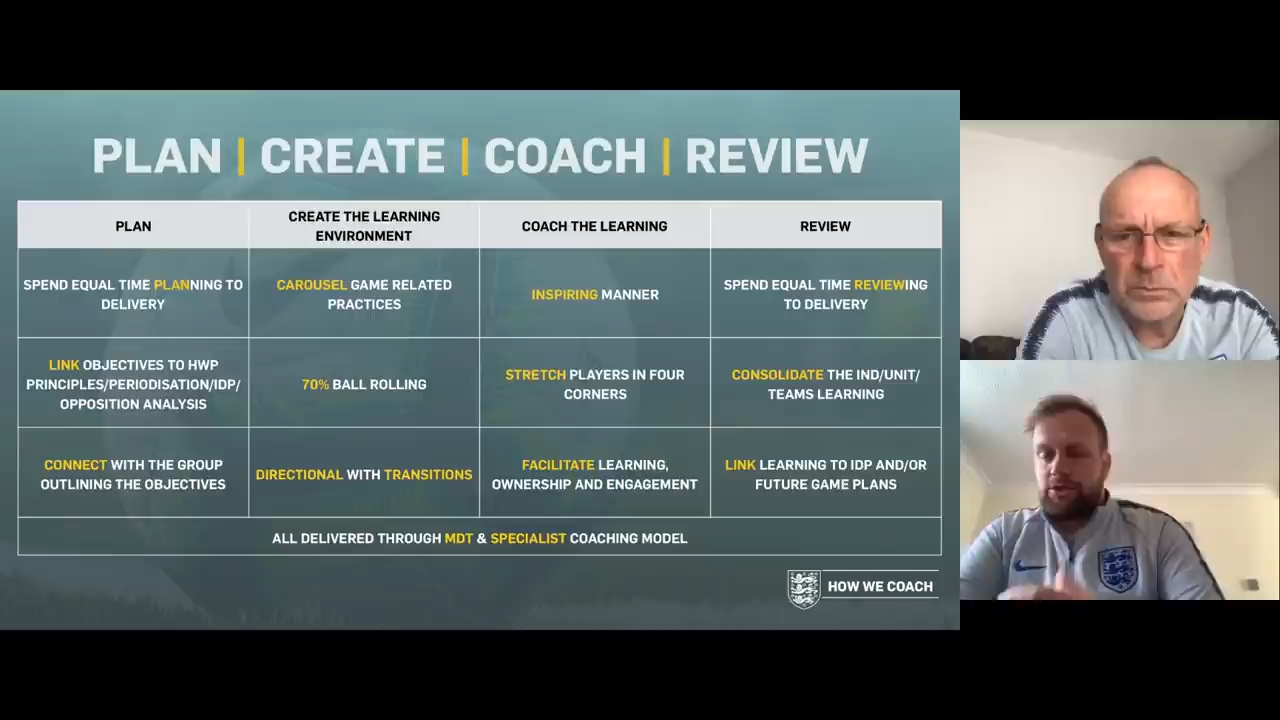 PLAN | CREATE | COACH | REVIEW
PLAN
CREATE THE LEARNING
ENVIRONMENT
COACH THE LEARNING
REVIEW
SPEND EQUAL TIME PLANNING TO
DELIVERY
CAROUSEL GAME RELATED
PRACTICES
INSPIRING MANNER
SPEND EQUAL TIME REVIEWING
TO DELIVERY
LINK OBJECTIVES TO HWP
PRINCIPLES/PERIODISATION/IDP/
OPPOSITION ANALYSIS
70% BALL ROLLING
STRETCH PLAYERS IN FOUR
CORNERS
CONSOLIDATE THE IND/UNIT/
TEAMS LEARNING
CONNECT WITH THE GROUP
OUTLINING THE OBJECTIVES
DIRECTIONAL WITH TRANSITIONS
FACILITATE LEARNING,
OWNERSHIP AND ENGAGEMENT
LINK LEARNING TO IDP AND/OR
FUTURE GAME PLANS
ALL DELIVERED THROUGH MDT & SPECIALIST COACHING MODEL
HOW WE COACH